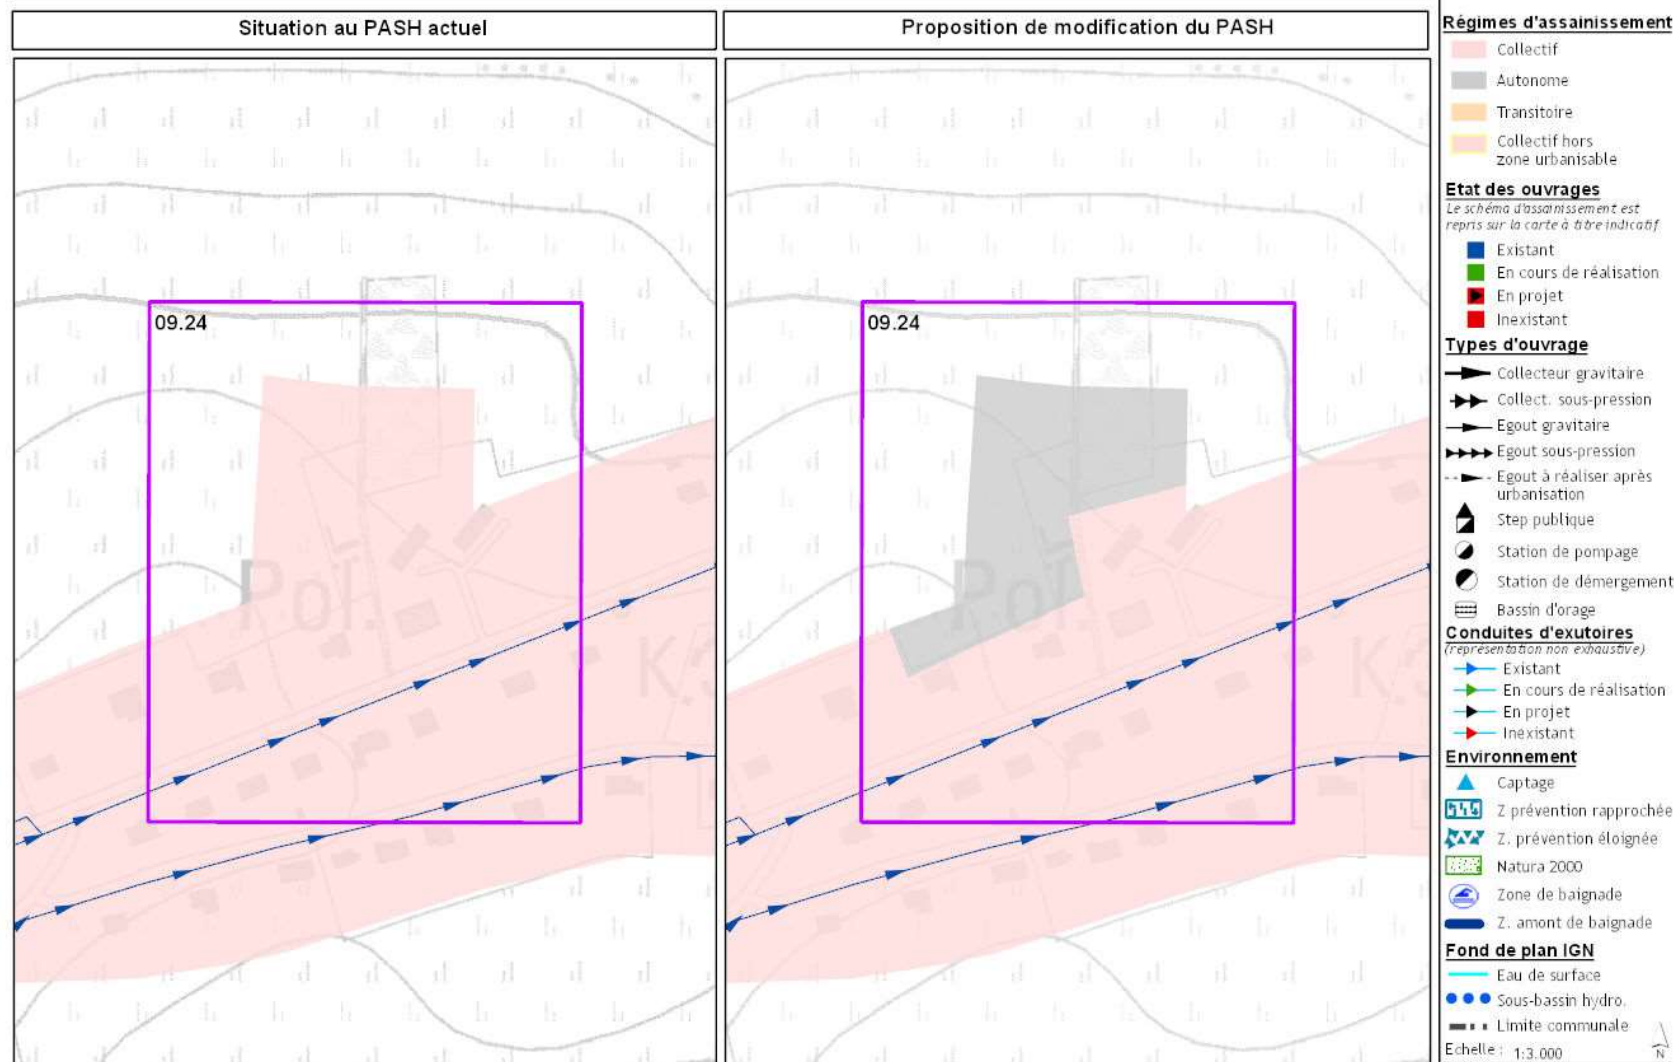 Situation au PASH actuel
Proposition de modification du PASH
09.24
Pol.
K
09.24
Pol.
K
Régimes d'assainissement
Collectif
Autonome
Transitoire
Collectif hors
zone urbanisable
Etat des ouvrages
Le schéma d'assainissement est
repris sur la carte à titre indicatif
Existant
En cours de réalisation
En projet
Inexistant
Types d'ouvrage
Collecteur gravitaire
Collect. sous-pression
Egout gravitaire
Egout sous-pression
Egout à réaliser après
urbanisation
Step publique
Station de pompage
Station de démergement
Bassin d'orage
Conduites d'exutoires
(représentation non exhaustive)
Existant
En cours de réalisation
En projet
Inexistant
Environnement
Captage
Z prévention rapprochée
Z. prévention éloignée
Natura 2000
Zone de baignade
Z. amont de baignade
Fond de plan IGN
Eau de surface
Sous-bassin hydro.
Limite communale
Echelle : 1:3.000
N